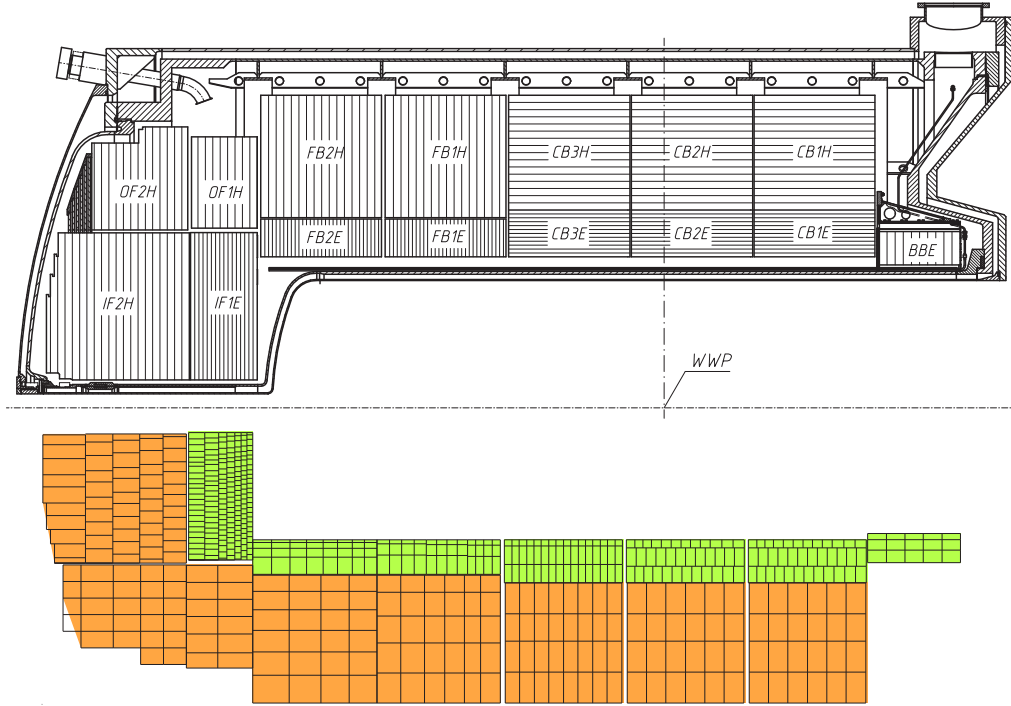 FB2H FB1H CB3H CB2H CB1H
OF2H OF1H
FB2E FB1E CB3E CB2E CB1E
BBE
IF2H IF1E
WWP